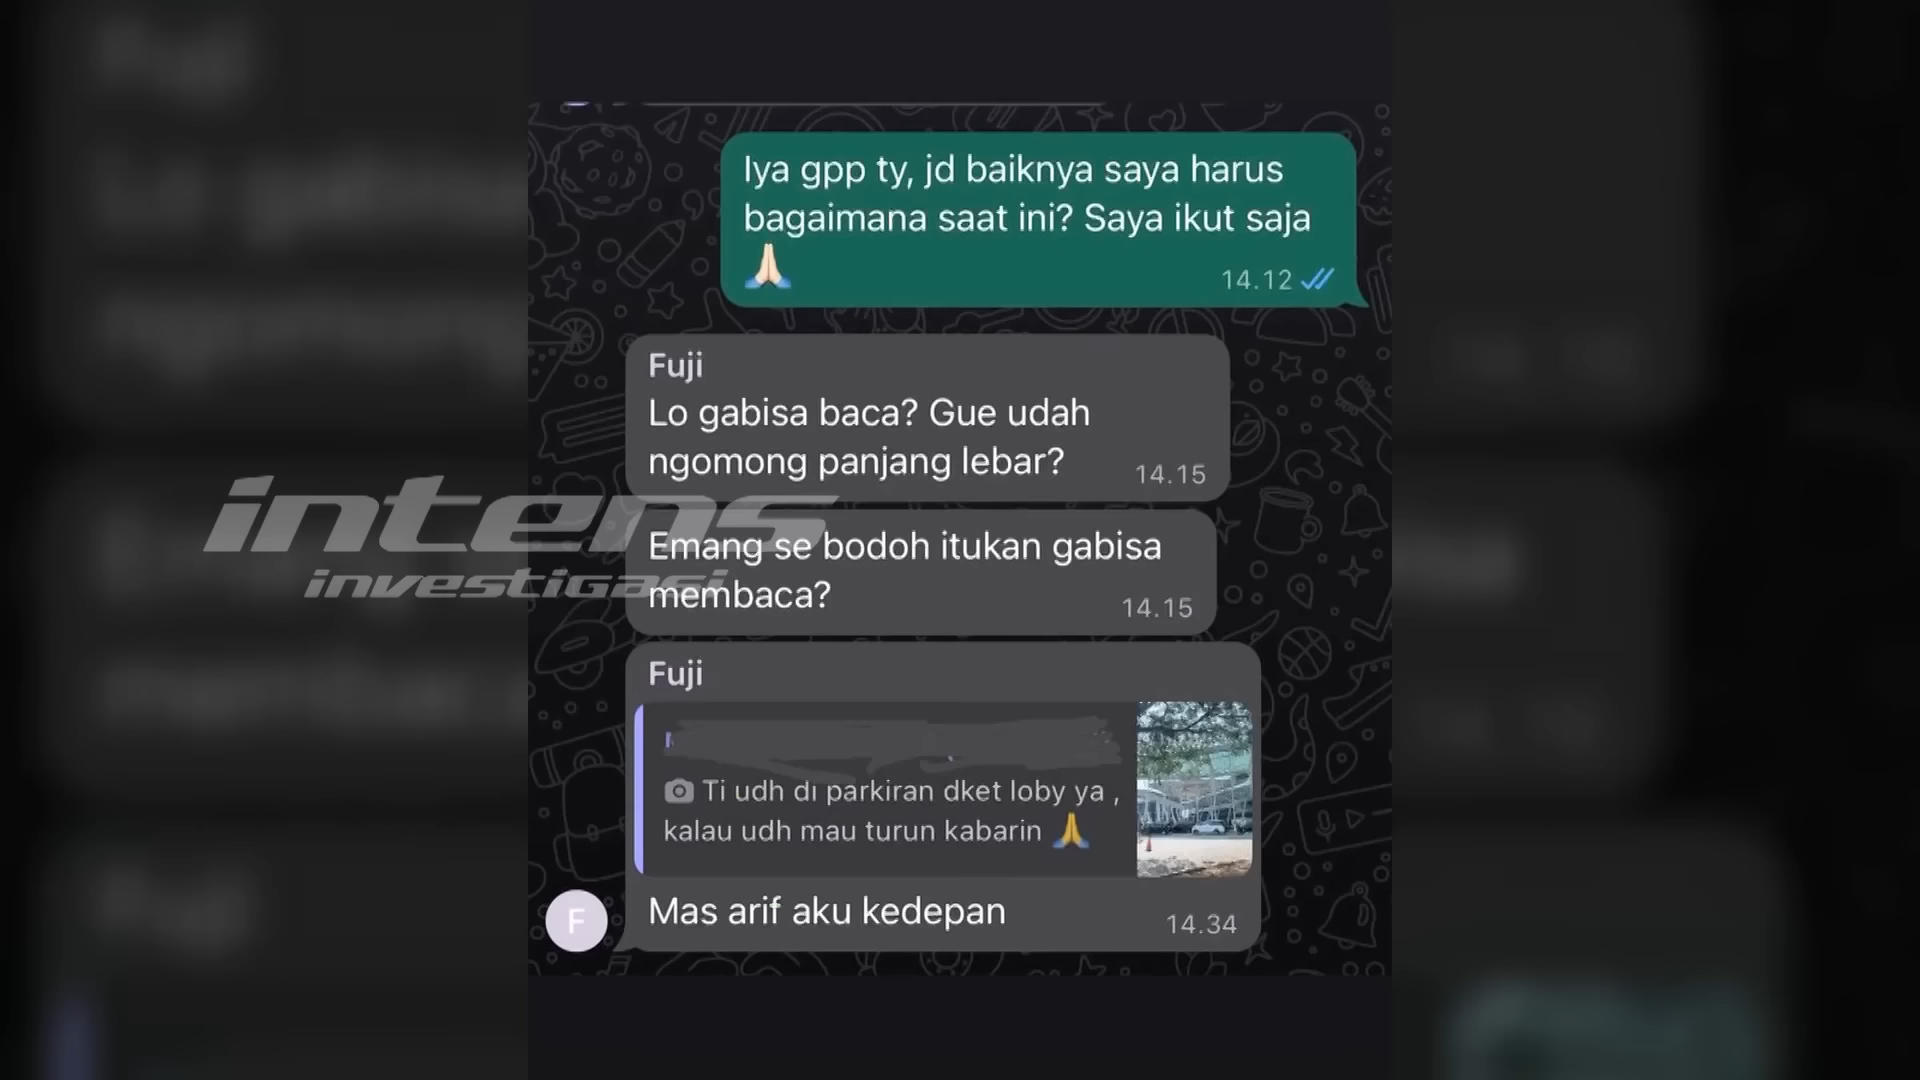 Iya gpp ty, jd baiknya saya harus
bagaimana saat ini? Saya ikut saja
🙏🏻
14.12
Fuji
Lo gabisa baca? Gue udah
ngomong panjang lebar?
14.15
intens
investigasi
Emang se bodoh itukan gabisa
membaca?
14.15
Fuji
Ti udh di parkiran dket loby ya ,
kalau udh mau turun kabarin 🙏
F
Mas arif aku kedepan
14.34